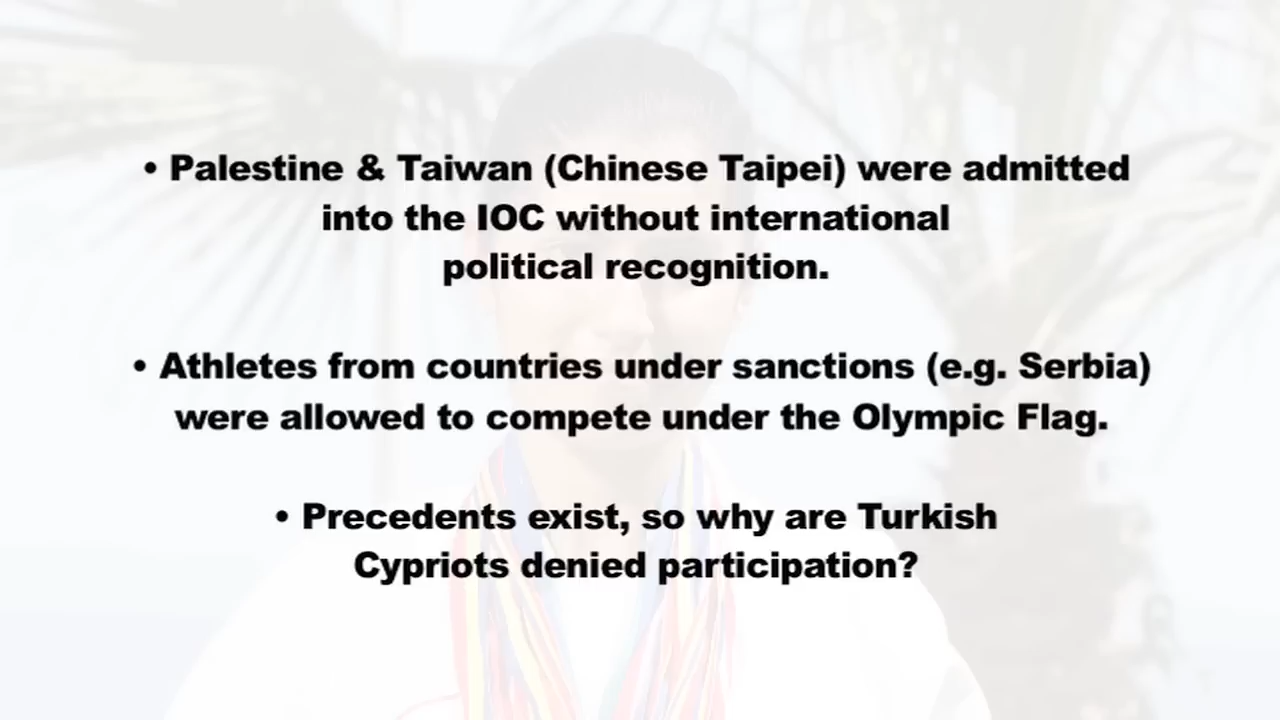 • Palestine & Taiwan (Chinese Taipei) were admitted
into the IOC without international
political recognition.
• Athletes from countries under sanctions (e.g. Serbia)
were allowed to compete under the Olympic Flag.
• Precedents exist, so why are Turkish
Cypriots denied participation?